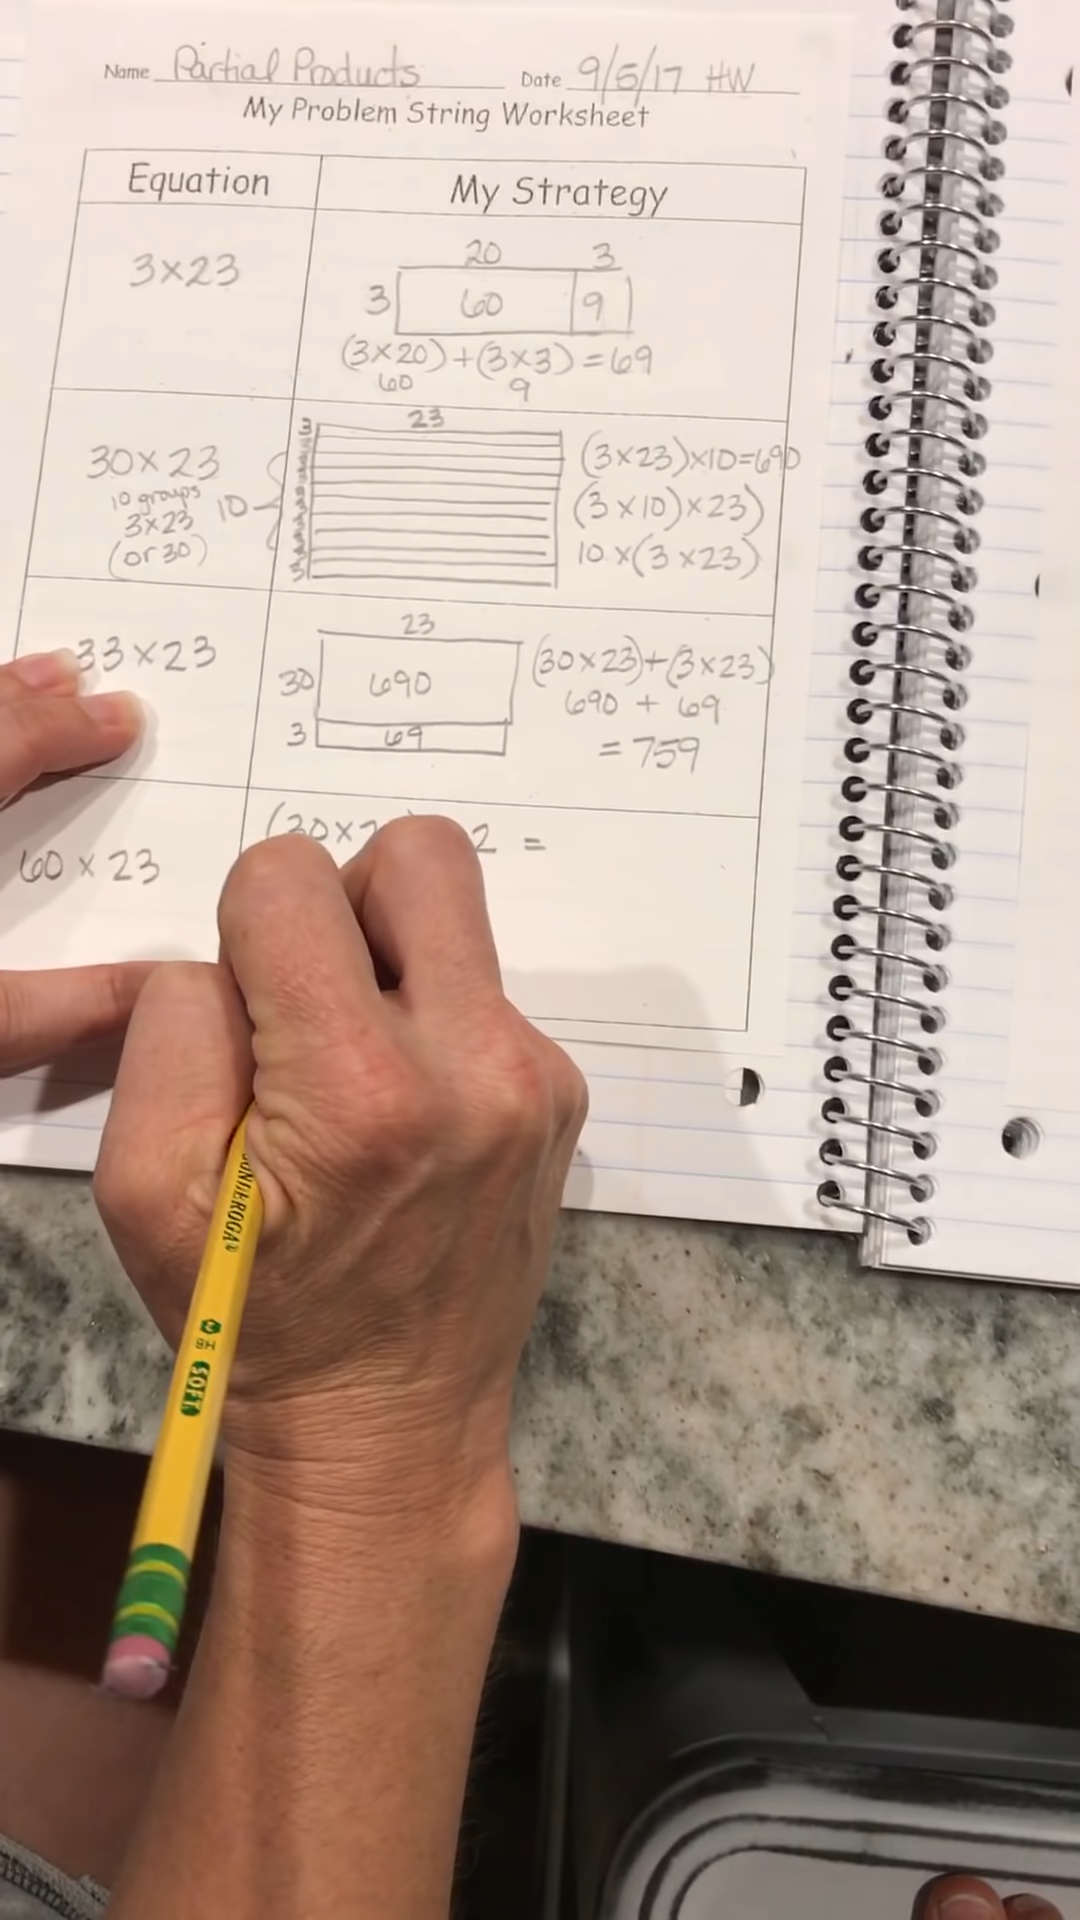 Name Partial Products Date 9/5/17 HW
My Problem String Worksheet
Equation My Strategy
3×23
20 3
3 60 9
(3×20)+(3×3)=69
60 9
30×23
10 groups
3×23
(or 30)
10
23
(3×23)×10=690
(3×10)×23)
10×(3×23)
33×23
23
30 690
3 69
(30×23)+(3×23)
690 + 69
= 759
60 × 23
(30× 2 =
HB
SOFT